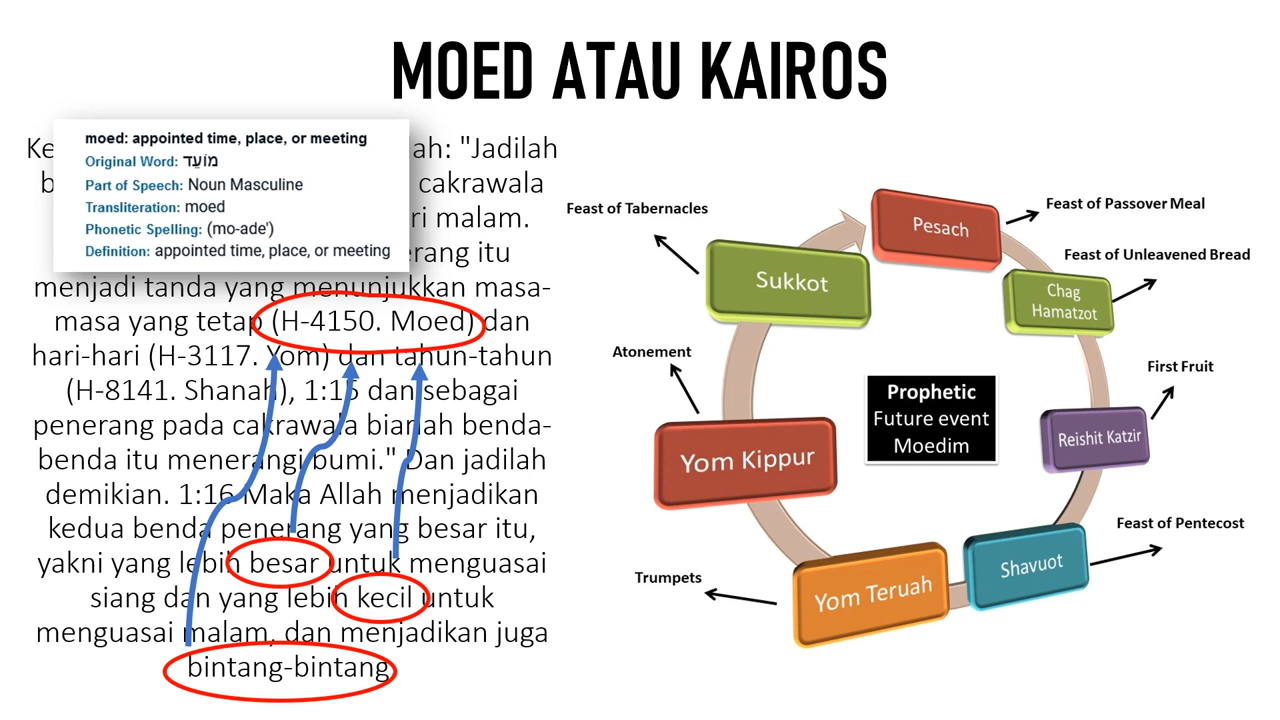 MOED ATAU KAIROS
moed: appointed time, place, or meeting
Original Word: מוֹעֵד
Part of Speech: Noun Masculine
Transliteration: moed
Phonetic Spelling: (mo-ade')
Definition: appointed time, place, or meeting
Ke
ah: "Jadilah
b
cakrawala
ri malam.
erang itu
menjadi tanda yang menunjukkan masa-
masa yang tetap (H-4150. Moed) dan
hari-hari (H-3117. Yom) dan tahun-tahun
(H-8141. Shanah), 1:15 dan sebagai
penerang pada cakrawala biarlah benda-
benda itu menerangi bumi." Dan jadilah
demikian. 1:16 Maka Allah menjadikan
kedua benda penerang yang besar itu,
yakni yang lebih besar untuk menguasai
siang dan yang lebih kecil untuk
menguasai malam, dan menjadikan juga
bintang-bintang
Pesach
Feast of Passover Meal
Chag
Hamatzot
Feast of Unleavened Bread
Reishit Katzir
First Fruit
Shavuot
Feast of Pentecost
Yom Teruah
Trumpets
Yom Kippur
Atonement
Sukkot
Feast of Tabernacles
Prophetic
Future event
Moedim